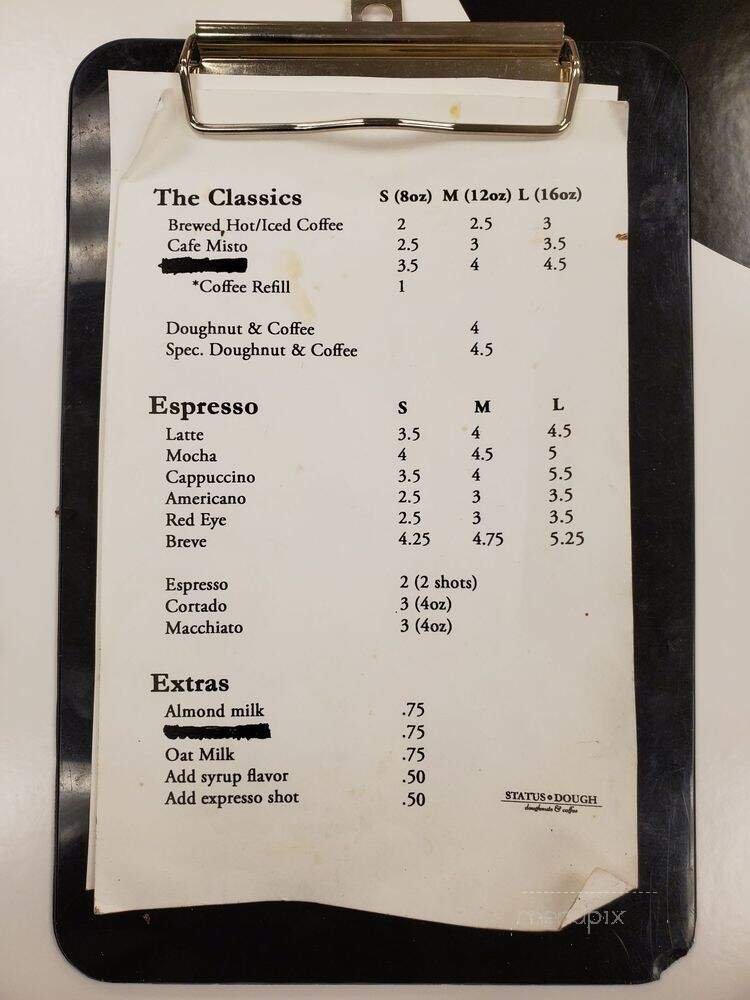 The Classics S (8oz) M (12oz) L (16oz)
Brewed Hot/Iced Coffee 2 2.5 3
Cafe Misto 2.5 3 3.5
3.5 4 4.5
*Coffee Refill 1
Doughnut & Coffee 4
Spec. Doughnut & Coffee 4.5
Espresso S M L
Latte 3.5 4 4.5
Mocha 4 4.5 5
Cappuccino 3.5 4 5.5
Americano 2.5 3 3.5
Red Eye 2.5 3 3.5
Breve 4.25 4.75 5.25
Espresso 2 (2 shots)
Cortado 3 (4oz)
Macchiato 3 (4oz)
Extras
Almond milk .75
.75
Oat Milk .75
Add syrup flavor .50
Add expresso shot .50
STATUS DOUGH
doughnuts & coffee
menupix